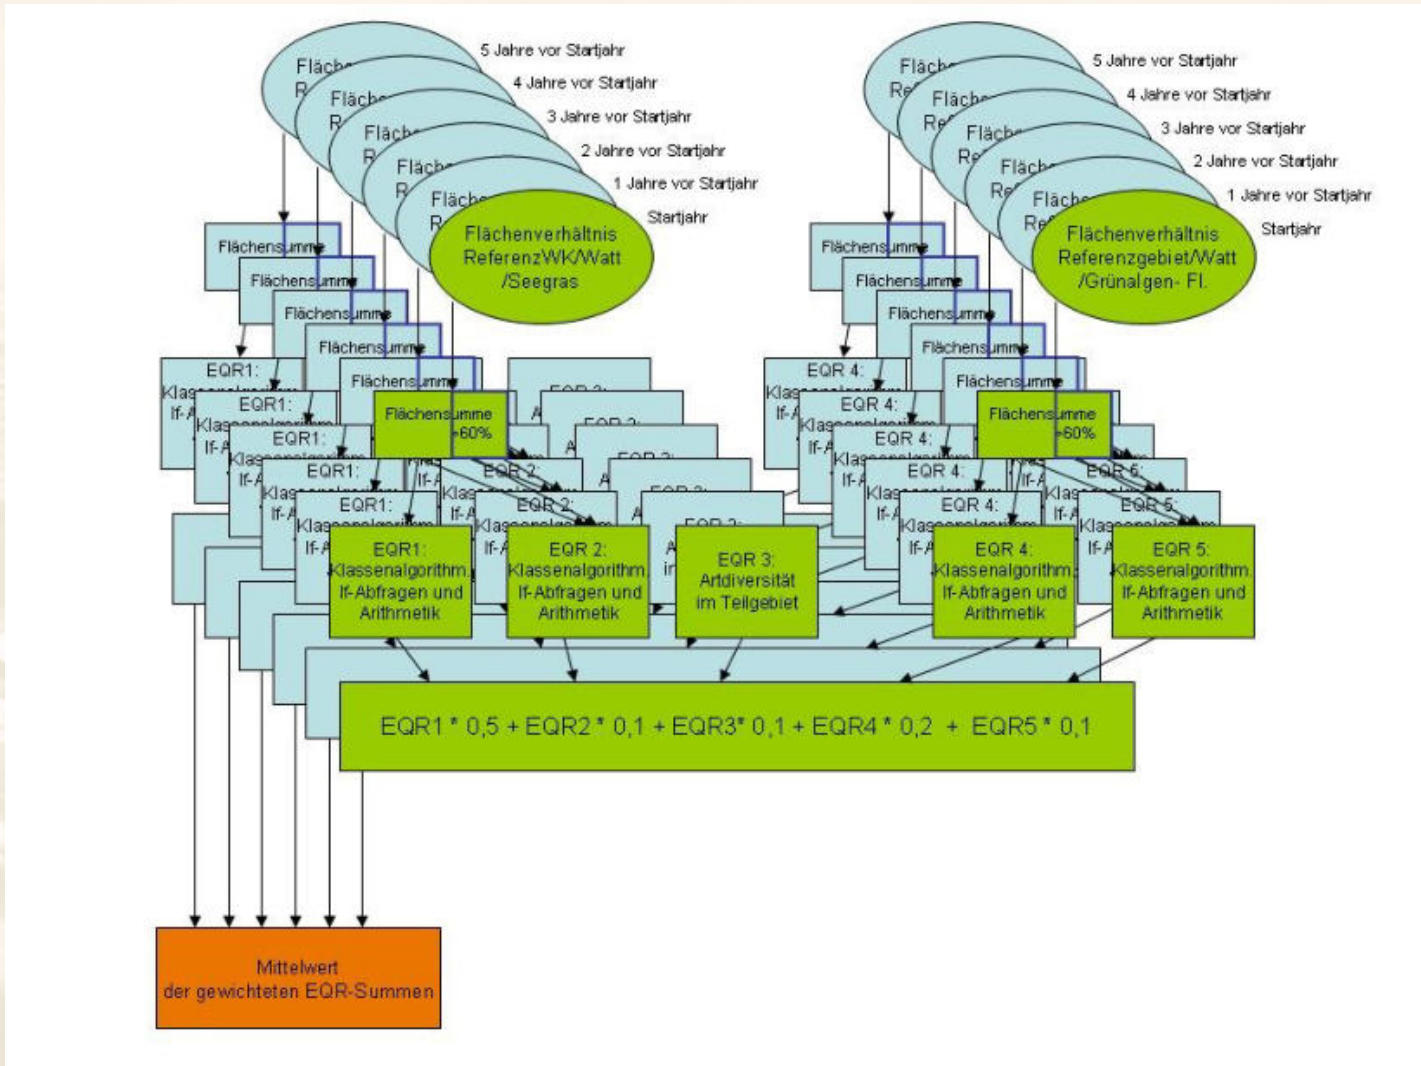 5 Jahre vor Startjahr
4 Jahre vor Startjahr
3 Jahre vor Startjahr
2 Jahre vor Startjahr
1 Jahre vor Startjahr
Startjahr
Flächenverhältnis
ReferenzWK/Watt
/Seegras
Flächensumme
Flächensumme
Flächensumme
Flächensumme
Flächensumme
Flächensumme
>60%
EQR1:
EQR1:
EQR1:
EQR1:
EQR1:
EQR1:
Klassenalgorithm.
If-Abfragen und
Arithmetik
EQR 2:
EQR 2:
EQR 2:
Klassenalgorithm.
If-Abfragen und
Arithmetik
EQR 3:
Artdiversität
im Teilgebiet
5 Jahre vor Startjahr
4 Jahre vor Startjahr
3 Jahre vor Startjahr
2 Jahre vor Startjahr
1 Jahre vor Startjahr
Startjahr
Flächenverhältnis
Referenzgebiet/Watt
/Grünalgen- Fl.
Flächensumme
Flächensumme
Flächensumme
Flächensumme
Flächensumme
Flächensumme
>60%
EQR 4:
EQR 4:
EQR 4:
EQR 4:
EQR 4:
EQR 4:
Klassenalgorithm.
If-Abfragen und
Arithmetik
EQR 5:
EQR 5:
EQR 5:
Klassenalgorithm.
If-Abfragen und
Arithmetik
EQR1 * 0,5 + EQR2 * 0,1 + EQR3* 0,1 + EQR4 * 0,2 + EQR5 * 0,1
Mittelwert
der gewichteten EQR-Summen